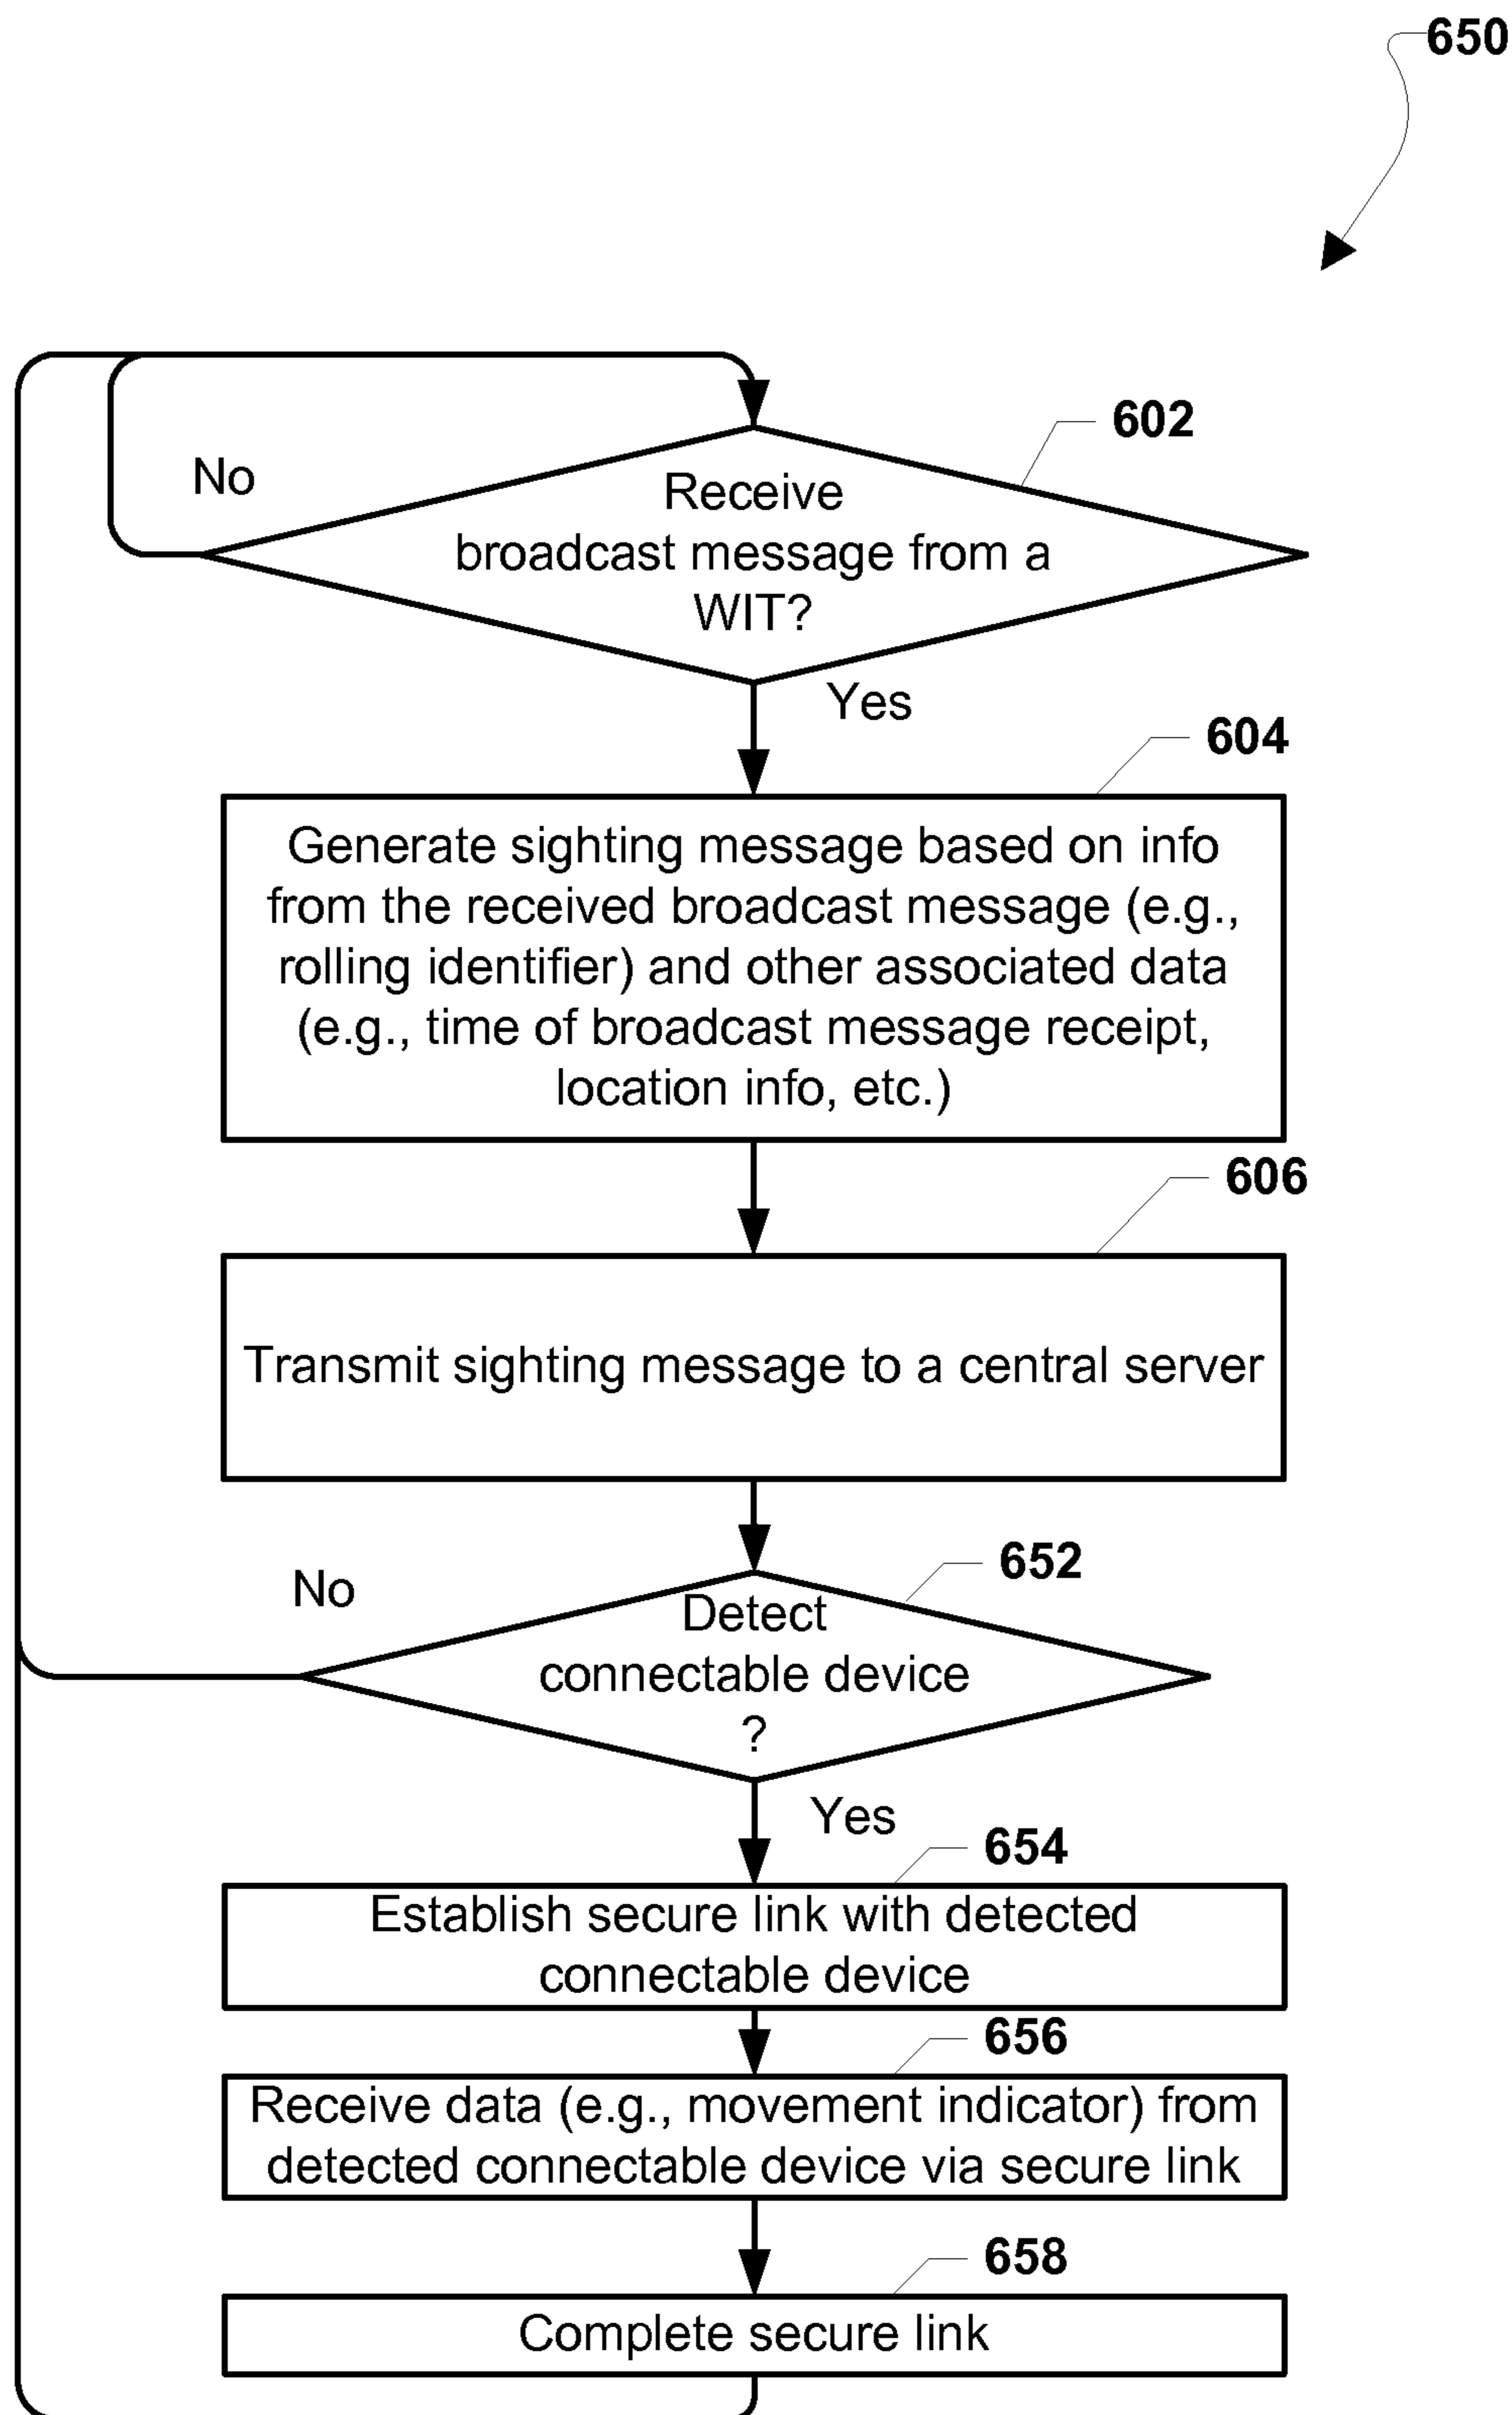 650
602
No
Receive
broadcast message from a
WIT?
Yes
604
Generate sighting message based on info
from the received broadcast message (e.g.,
rolling identifier) and other associated data
(e.g., time of broadcast message receipt,
location info, etc.)
606
Transmit sighting message to a central server
652
No
Detect
connectable device
?
Yes
654
Establish secure link with detected
connectable device
656
Receive data (e.g., movement indicator) from
detected connectable device via secure link
658
Complete secure link